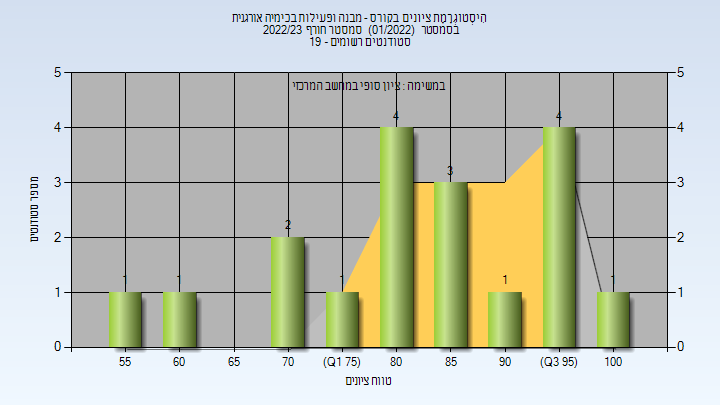 היסטוגרמת ציונים בקורס - מבנה ופעילות בכימיה אורגנית
בסמסטר (01/2022) סמסטר חורף 2022/23
סטודנטים רשומים - 19
במשימה : ציון סופי במחשב המרכזי
5 5
4 4
3 3
2 2
1 1
0 0
מספר סטודנטים
1 1 2 1 4 3 1 4 1
55 60 65 70 (Q1 75) 80 85 90 (Q3 95) 100
טווח ציונים